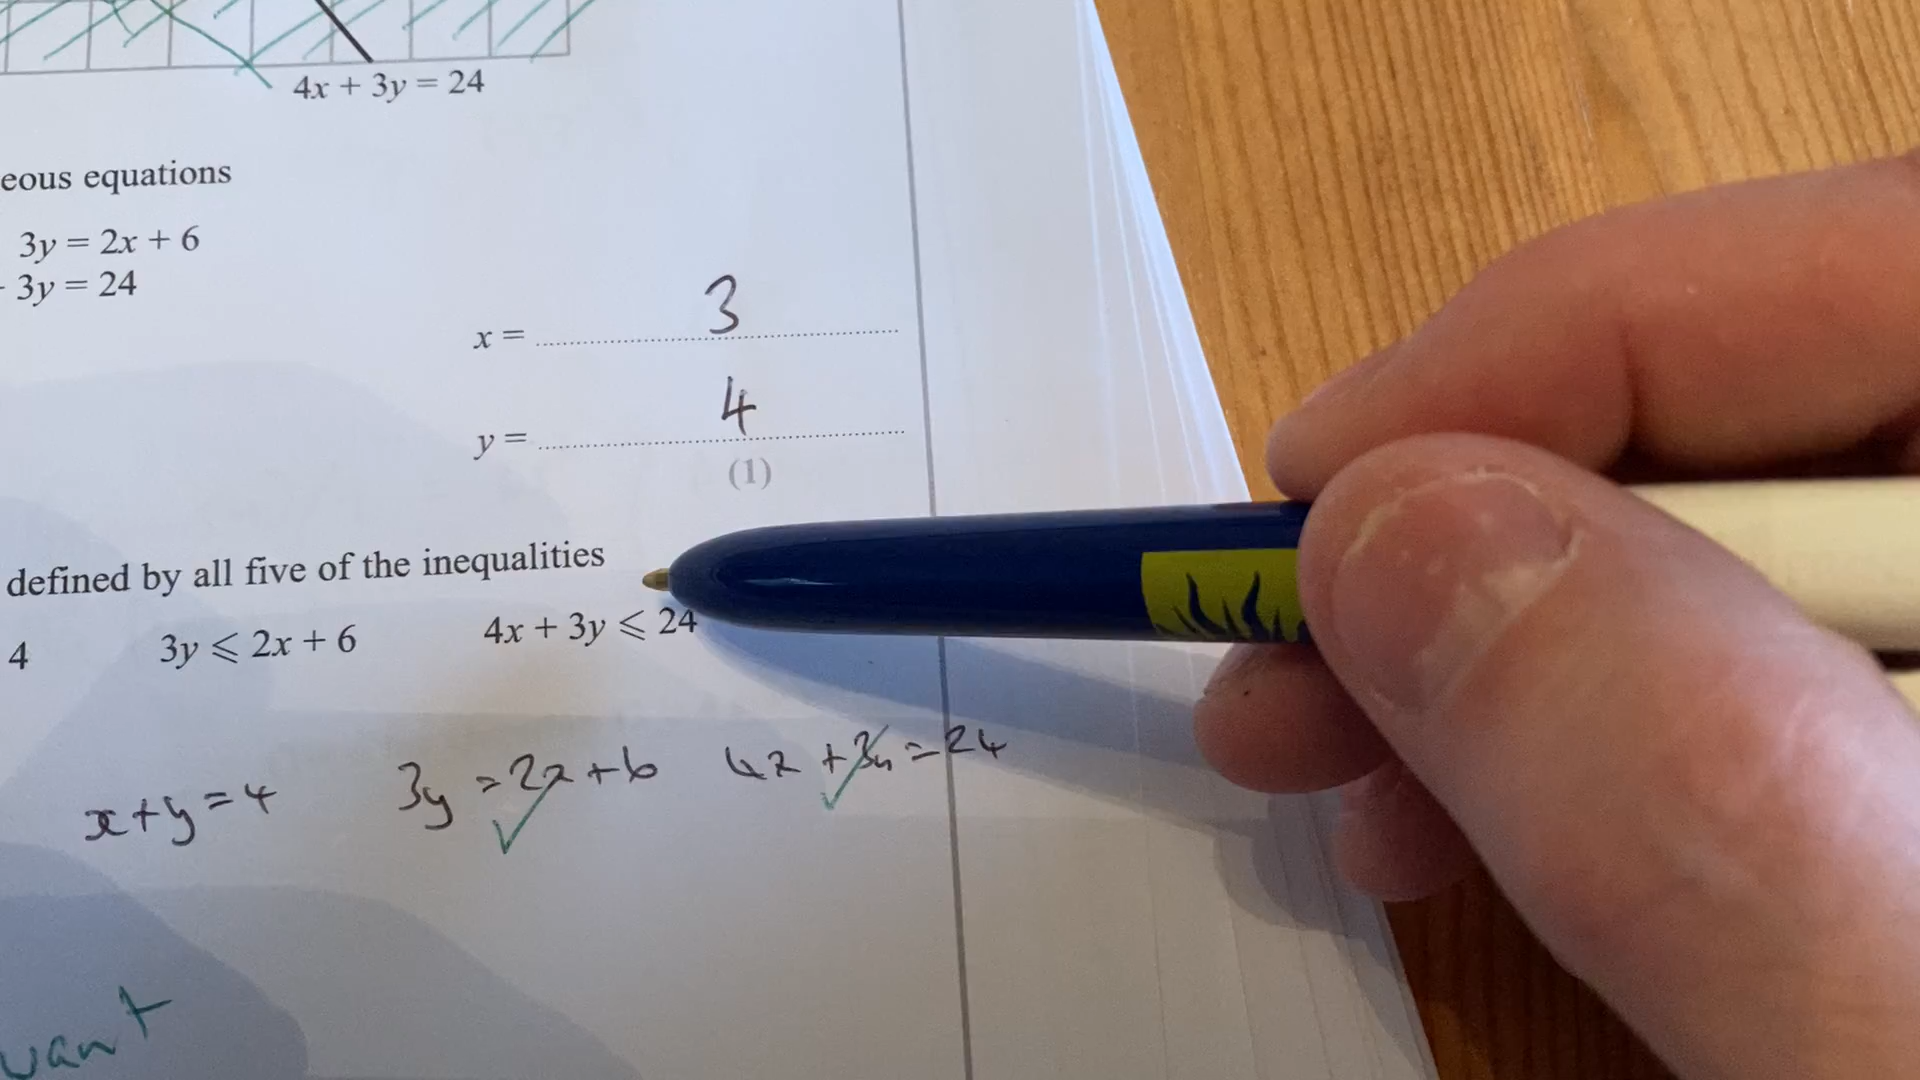 4x + 3y = 24
eous equations
3y = 2x + 6
- 3y = 24
x = 3
y = 4
(1)
defined by all five of the inequalities
4 3y ⩽ 2x + 6 4x + 3y ⩽ 24
x+y=4 3y = 2x+6 4x+3y=24
want